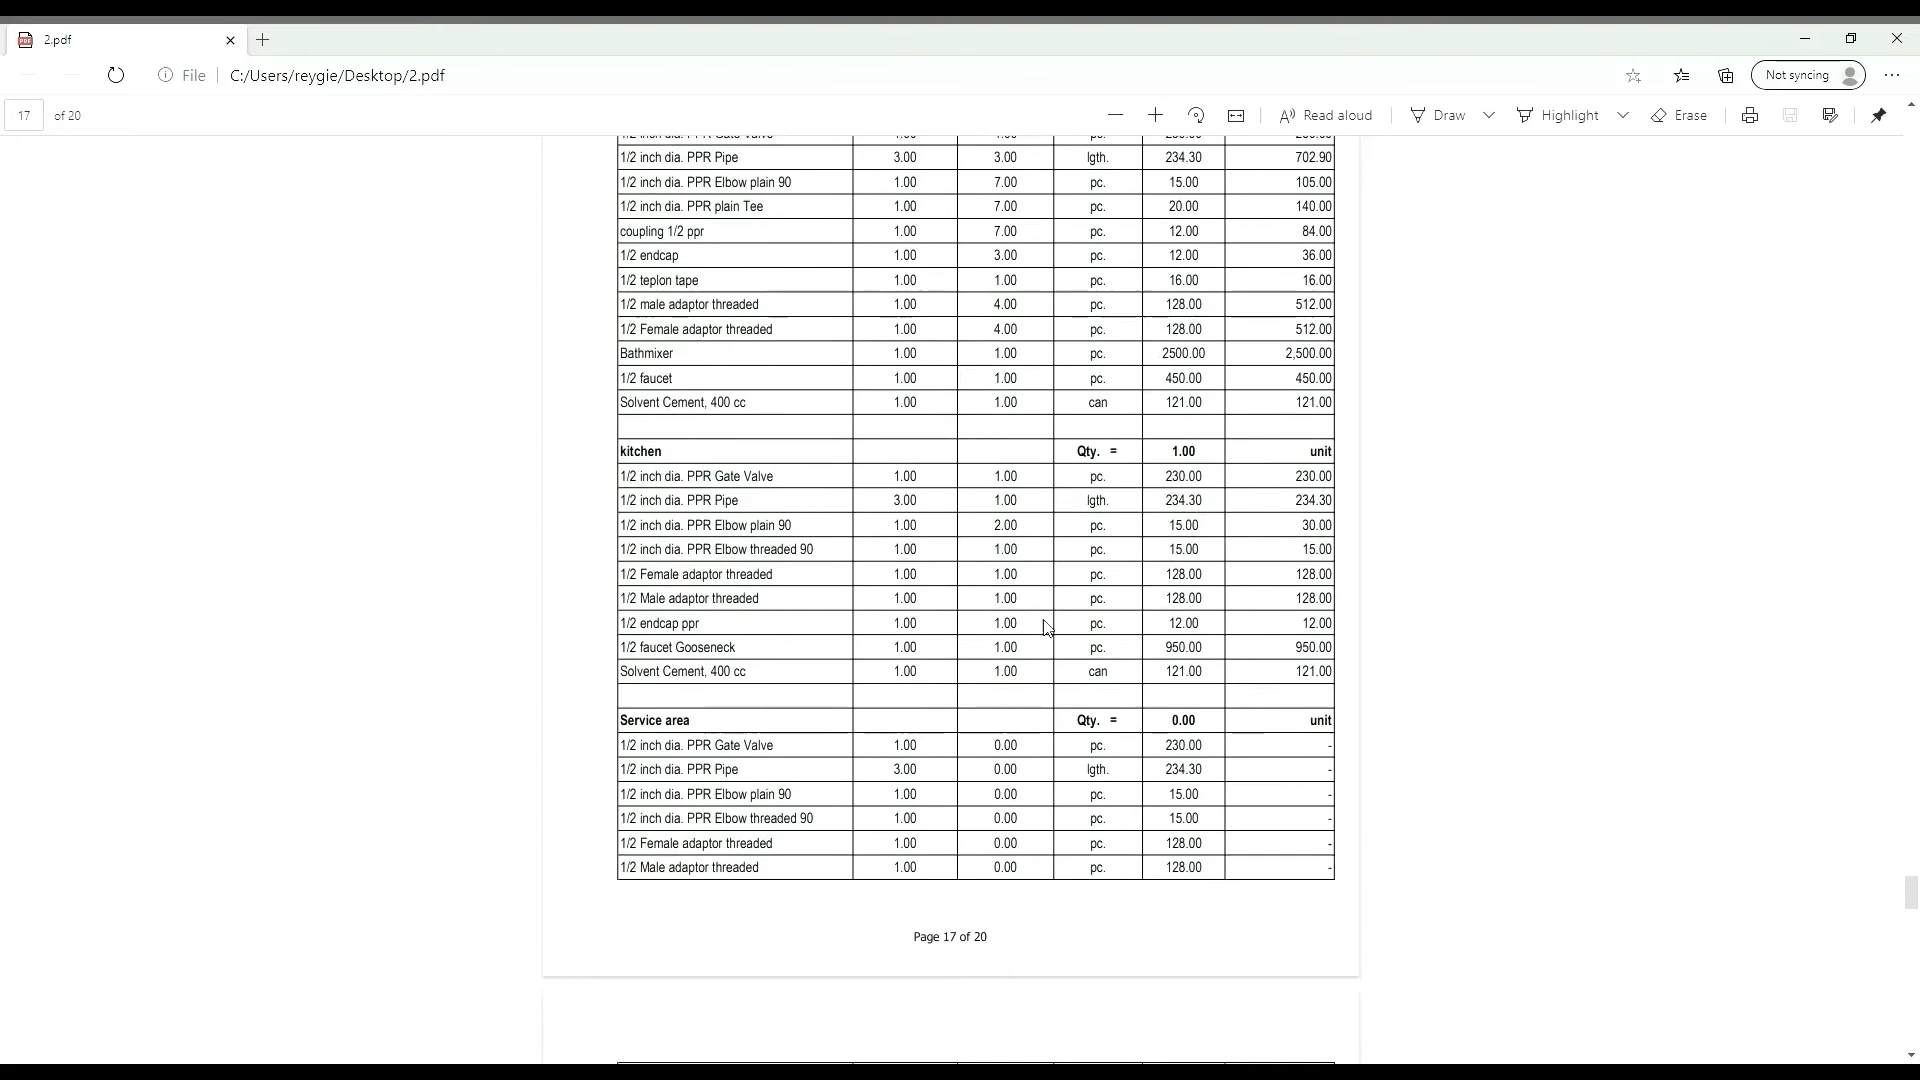 2.pdf
File C:/Users/reygie/Desktop/2.pdf Not syncing
17 of 20 Read aloud Draw Highlight Erase
1/2 inch dia. PPR Gate Valve
1/2 inch dia. PPR Pipe 3.00 3.00 lgth. 234.30 702.90
1/2 inch dia. PPR Elbow plain 90 1.00 7.00 pc. 15.00 105.00
1/2 inch dia. PPR plain Tee 1.00 7.00 pc. 20.00 140.00
coupling 1/2 ppr 1.00 7.00 pc. 12.00 84.00
1/2 endcap 1.00 3.00 pc. 12.00 36.00
1/2 teplon tape 1.00 1.00 pc. 16.00 16.00
1/2 male adaptor threaded 1.00 4.00 pc. 128.00 512.00
1/2 Female adaptor threaded 1.00 4.00 pc. 128.00 512.00
Bathmixer 1.00 1.00 pc. 2500.00 2,500.00
1/2 faucet 1.00 1.00 pc. 450.00 450.00
Solvent Cement, 400 cc 1.00 1.00 can 121.00 121.00
kitchen Qty. = 1.00 unit
1/2 inch dia. PPR Gate Valve 1.00 1.00 pc. 230.00 230.00
1/2 inch dia. PPR Pipe 3.00 1.00 lgth. 234.30 234.30
1/2 inch dia. PPR Elbow plain 90 1.00 2.00 pc. 15.00 30.00
1/2 inch dia. PPR Elbow threaded 90 1.00 1.00 pc. 15.00 15.00
1/2 Female adaptor threaded 1.00 1.00 pc. 128.00 128.00
1/2 Male adaptor threaded 1.00 1.00 pc. 128.00 128.00
1/2 endcap ppr 1.00 1.00 pc. 12.00 12.00
1/2 faucet Gooseneck 1.00 1.00 pc. 950.00 950.00
Solvent Cement, 400 cc 1.00 1.00 can 121.00 121.00
Service area Qty. = 0.00 unit
1/2 inch dia. PPR Gate Valve 1.00 0.00 pc. 230.00 -
1/2 inch dia. PPR Pipe 3.00 0.00 lgth. 234.30 -
1/2 inch dia. PPR Elbow plain 90 1.00 0.00 pc. 15.00 -
1/2 inch dia. PPR Elbow threaded 90 1.00 0.00 pc. 15.00 -
1/2 Female adaptor threaded 1.00 0.00 pc. 128.00 -
1/2 Male adaptor threaded 1.00 0.00 pc. 128.00 -
Page 17 of 20